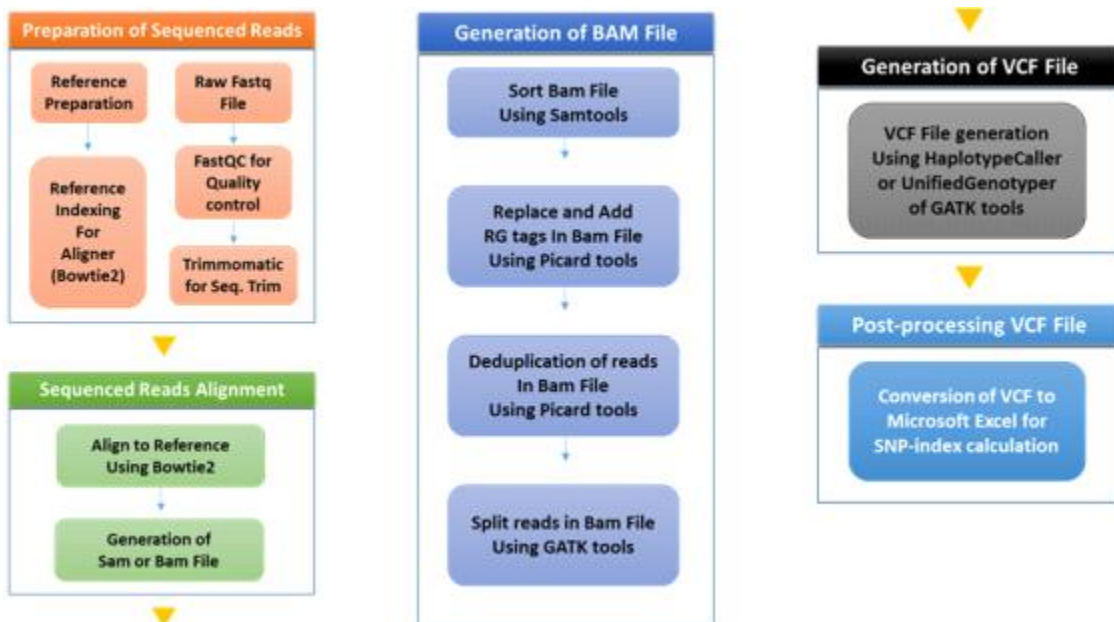 Preparation of Sequenced Reads
Reference
Preparation
Reference
Indexing
For
Aligner
(Bowtie2)
Raw Fastq
File
FastQC for
Quality
control
Trimmomatic
for Seq. Trim
Sequenced Reads Alignment
Align to Reference
Using Bowtie2
Generation of
Sam or Bam File
Generation of BAM File
Sort Bam File
Using Samtools
Replace and Add
RG tags In Bam File
Using Picard tools
Deduplication of reads
In Bam File
Using Picard tools
Split reads in Bam File
Using GATK tools
Generation of VCF File
VCF File generation
Using HaplotypeCaller
or UnifiedGenotyper
of GATK tools
Post-processing VCF File
Conversion of VCF to
Microsoft Excel for
SNP-index calculation